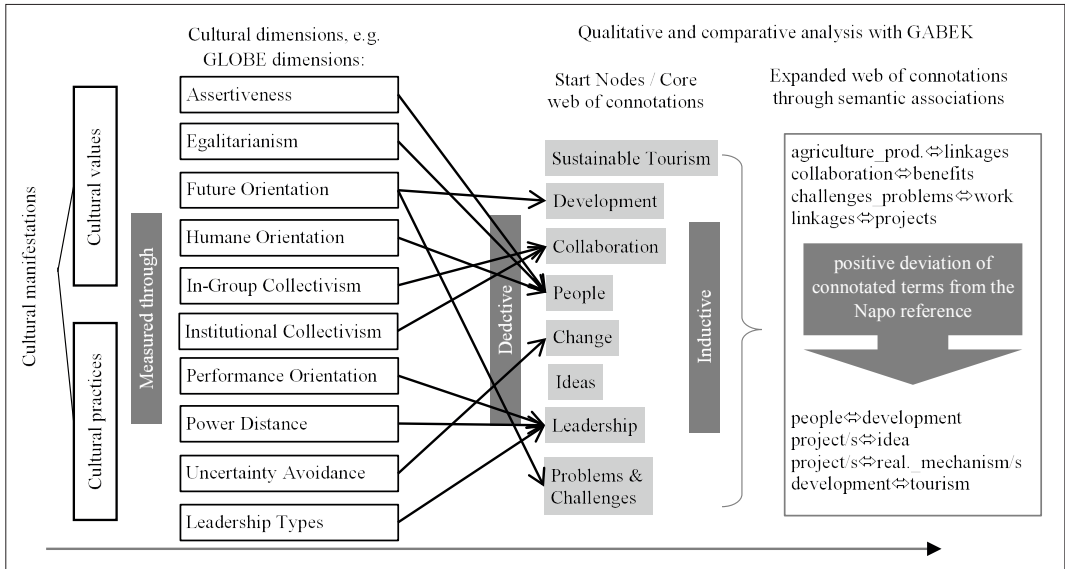 Cultural dimensions, e.g.
GLOBE dimensions:
Qualitative and comparative analysis with GABEK
Start Nodes / Core
web of connotations
Expanded web of connotations
through semantic associations
Cultural manifestations
Cultural values
Cultural practices
Measured through
Assertiveness
Egalitarianism
Future Orientation
Humane Orientation
In-Group Collectivism
Institutional Collectivism
Performance Orientation
Power Distance
Uncertainty Avoidance
Leadership Types
Dedctive
Sustainable Tourism
Development
Collaboration
People
Change
Ideas
Leadership
Problems &
Challenges
Inductive
agriculture_prod.⬄linkages
collaboration⬄benefits
challenges_problems⬄work
linkages⬄projects
positive deviation of
connotated terms from the
Napo reference
people⬄development
project/s⬄idea
project/s⬄real._mechanism/s
development⬄tourism